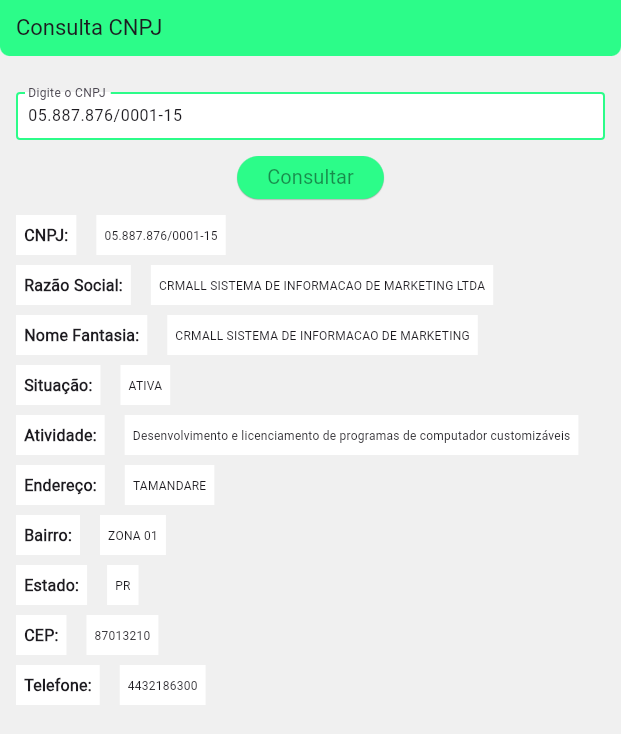 Consulta CNPJ
Digite o CNPJ
05.887.876/0001-15
Consultar
CNPJ: 05.887.876/0001-15
Razão Social: CRMALL SISTEMA DE INFORMACAO DE MARKETING LTDA
Nome Fantasia: CRMALL SISTEMA DE INFORMACAO DE MARKETING
Situação: ATIVA
Atividade: Desenvolvimento e licenciamento de programas de computador customizáveis
Endereço: TAMANDARE
Bairro: ZONA 01
Estado: PR
CEP: 87013210
Telefone: 4432186300